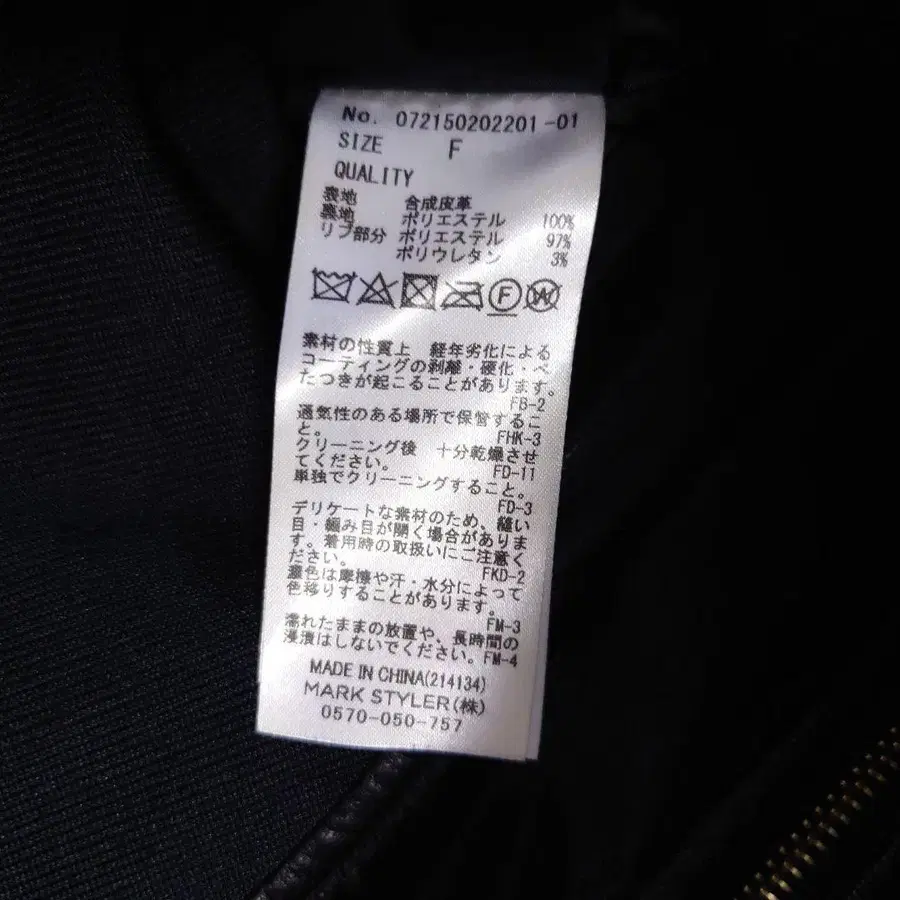 No. 072150202201-01
SIZE F
QUALITY
表地 合成皮革
裏地 ポリエステル 100%
リブ部分 ポリエステル 97%
ポリウレタン 3%
F W
素材の性質上 経年劣化による
コーティングの剥離・硬化・べ
たつきが起こることがあります。
FB-2
通気性のある場所で保管するこ
と。
FHK-3
クリーニング後 十分乾燥させ
てください。
FD-11
単独でクリーニングすること。
FD-3
デリケートな素材のため、縫い
目・編み目が開く場合がありま
す。着用時の取扱いにご注意く
ださい。
FKD-2
濃色は摩擦や汗・水分によって
色移りすることがあります。
FM-3
濡れたままの放置や、長時間の
浸漬はしないでください。FM-4
MADE IN CHINA(214134)
MARK STYLER(株)
0570-050-757